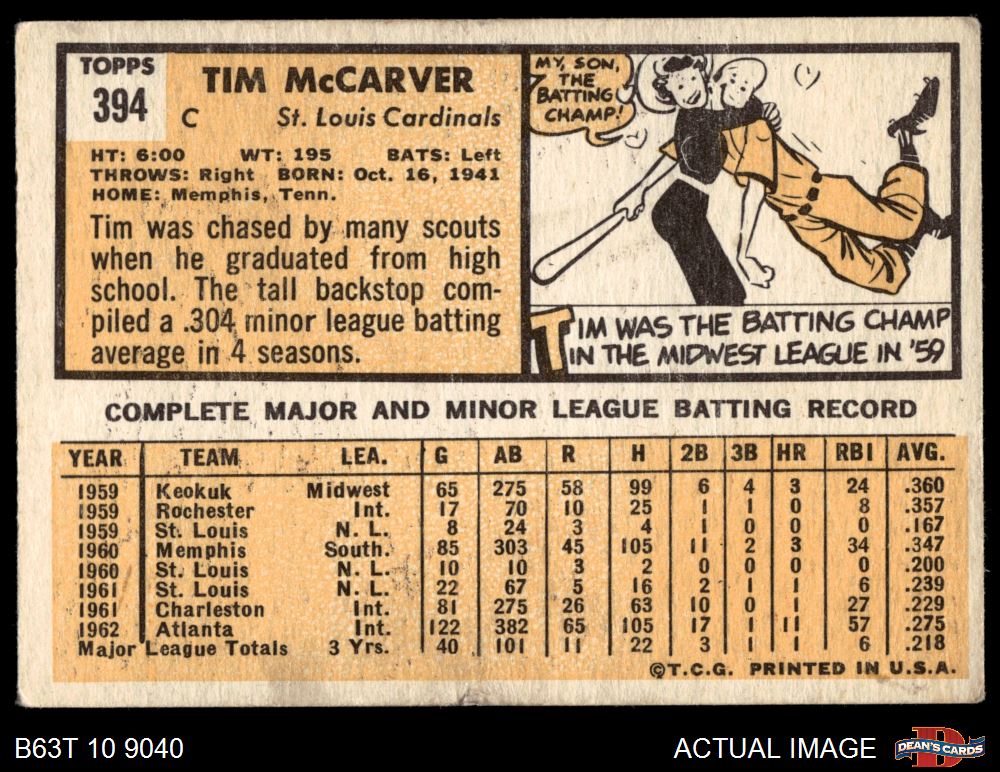 TOPPS
394
TIM McCARVER
C St. Louis Cardinals
HT: 6:00 WT: 195 BATS: Left
THROWS: Right BORN: Oct. 16, 1941
HOME: Memphis, Tenn.
Tim was chased by many scouts
when he graduated from high
school. The tall backstop com-
piled a .304 minor league batting
average in 4 seasons.
MY, SON,
THE
BATTING
CHAMP!
TIM WAS THE BATTING CHAMP
IN THE MIDWEST LEAGUE IN '59
COMPLETE MAJOR AND MINOR LEAGUE BATTING RECORD
YEAR TEAM LEA. G AB R H 2B 3B HR RBI AVG.
1959 Keokuk Midwest 65 275 58 99 6 4 3 24 .360
1959 Rochester Int. 17 70 10 25 1 1 0 8 .357
1959 St. Louis N. L. 8 24 3 4 1 0 0 0 .167
1960 Memphis South. 85 303 45 105 11 2 3 34 .347
1960 St. Louis N. L. 10 10 3 2 0 0 0 0 .200
1961 St. Louis N. L. 22 67 5 16 2 1 1 6 .239
1961 Charleston Int. 81 275 26 63 10 0 1 27 .229
1962 Atlanta Int. 122 382 65 105 17 1 11 57 .275
Major League Totals 3 Yrs. 40 101 11 22 3 1 1 6 .218
©T.C.G. PRINTED IN U.S.A.
B63T 10 9040
ACTUAL IMAGE
DEAN'S CARDS